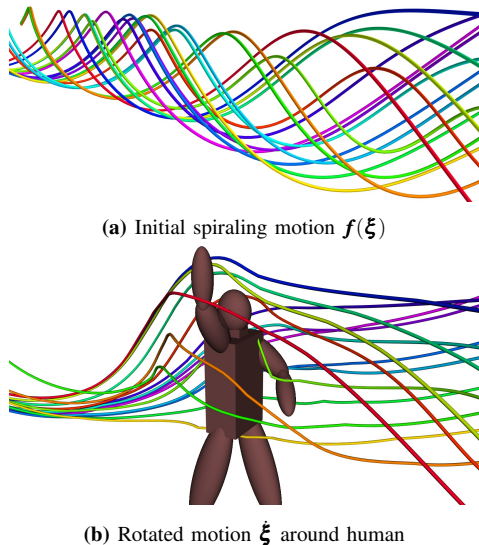 (a) Initial spiraling motion f(ξ)
(b) Rotated motion ξ̇ around human